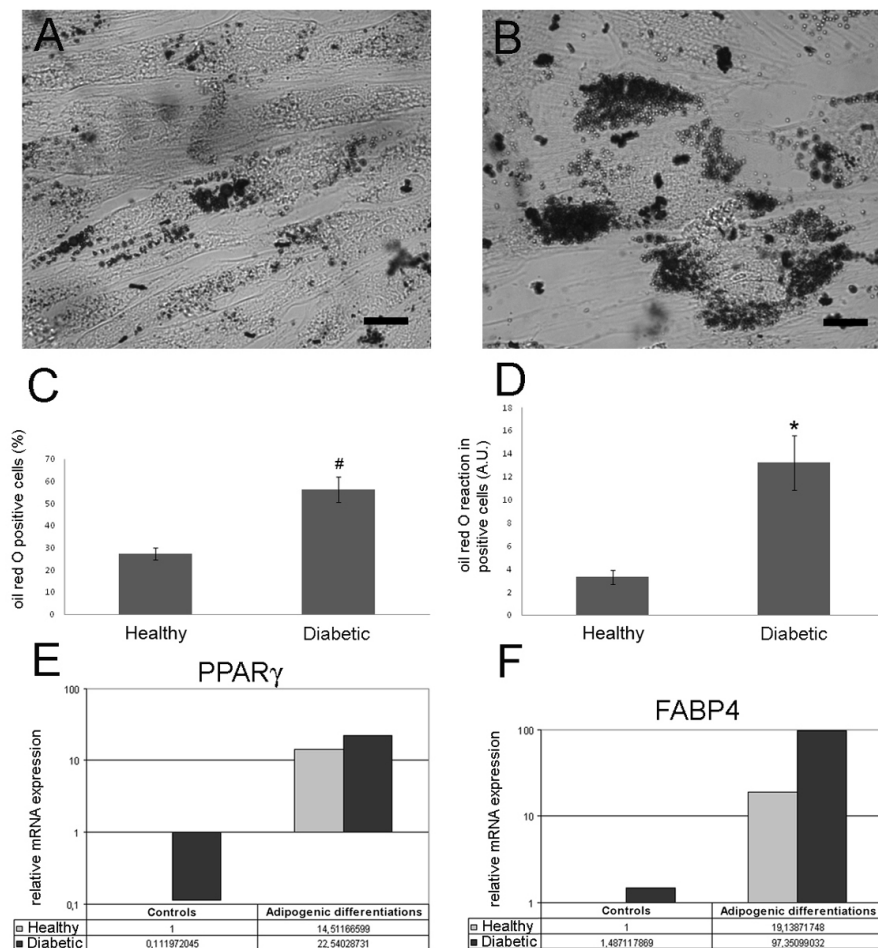 A
B
C
oil red O positive cells (%)
70
60
50
40
30
20
10
0
#
Healthy
Diabetic
D
oil red O reaction in
positive cells (A.U.)
18
16
14
12
10
8
6
4
2
0
*
Healthy
Diabetic
E
PPARγ
relative mRNA expression
100
10
1
0,1
Controls
Adipogenic differentiations
Healthy
1
14,51166599
Diabetic
0,111972045
22,54028731
F
FABP4
relative mRNA expression
100
10
1
Controls
Adipogenic differentiations
Healthy
1
19,13871748
Diabetic
1,487117869
97,35099032